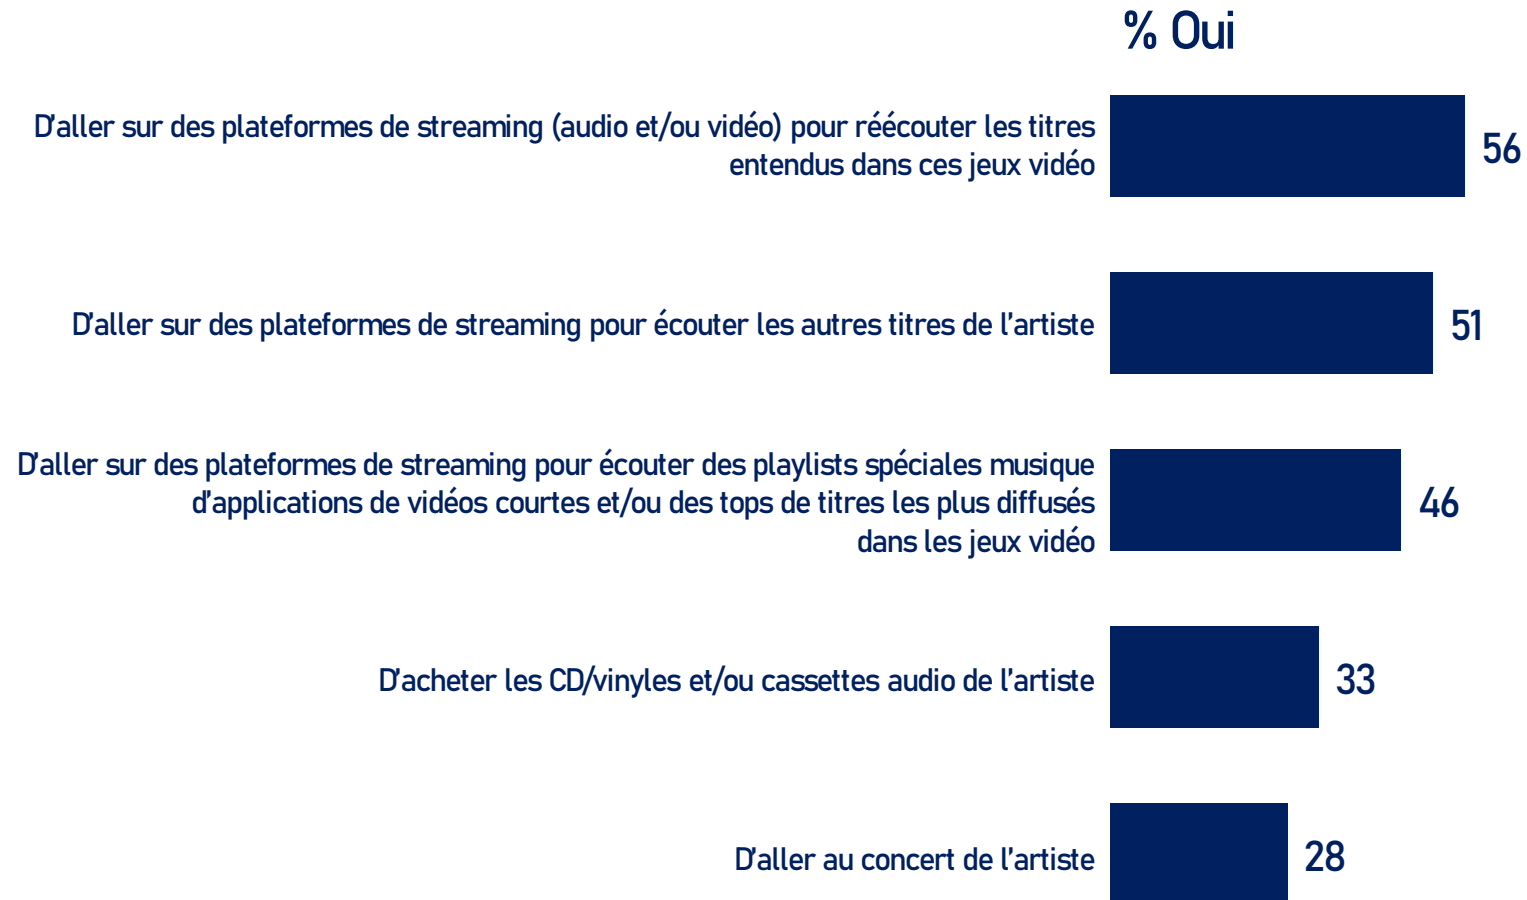 % Oui
D’aller sur des plateformes de streaming (audio et/ou vidéo) pour réécouter les titres
entendus dans ces jeux vidéo
56
D’aller sur des plateformes de streaming pour écouter les autres titres de l’artiste
51
D’aller sur des plateformes de streaming pour écouter des playlists spéciales musique
d’applications de vidéos courtes et/ou des tops de titres les plus diffusés
dans les jeux vidéo
46
D’acheter les CD/vinyles et/ou cassettes audio de l’artiste
33
D’aller au concert de l’artiste
28